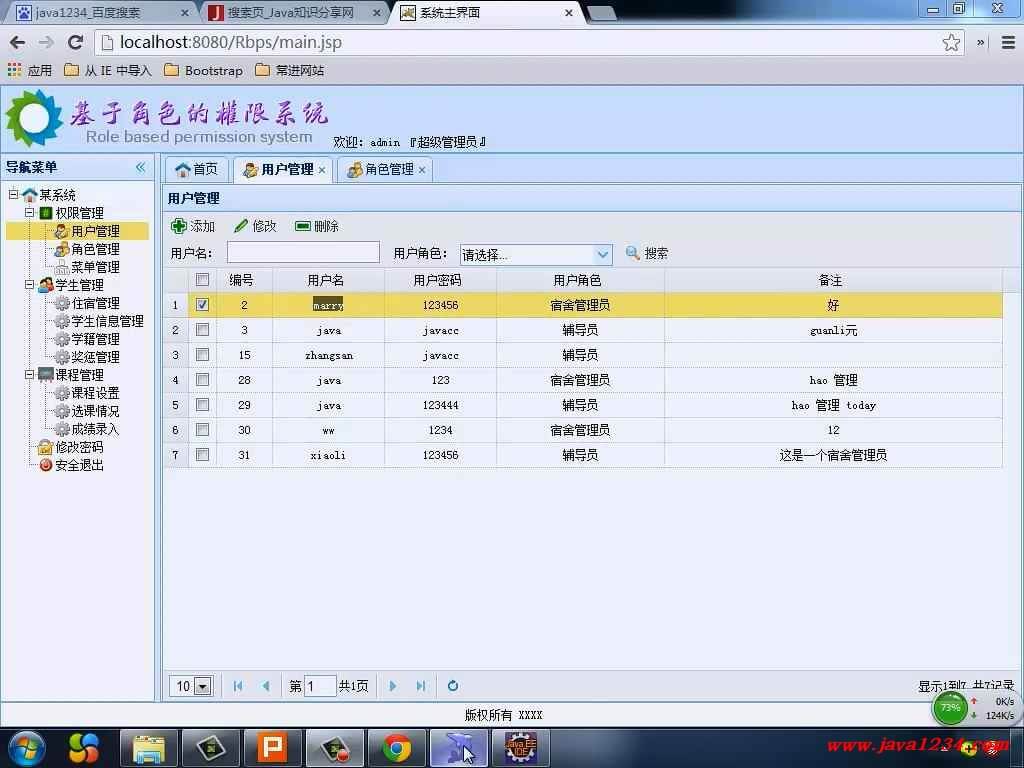 java1234_百度搜索
搜索页_Java知识分享网
系统主界面
localhost:8080/Rbps/main.jsp
应用 从 IE 中导入 Bootstrap 常进网站
基于角色的權限系统
Role based permission system
欢迎: admin 『超级管理员』
导航菜单
某系统
权限管理
用户管理
角色管理
菜单管理
学生管理
住宿管理
学生信息管理
学籍管理
奖惩管理
课程管理
课程设置
选课情况
成绩录入
修改密码
安全退出
首页 用户管理 角色管理
用户管理
添加 修改 删除
用户名: 用户角色: 请选择... 搜索
编号 用户名 用户密码 用户角色 备注
1 2 marry 123456 宿舍管理员 好
2 3 java javacc 辅导员 guanli元
3 15 zhangsan javacc 辅导员
4 28 java 123 宿舍管理员 hao 管理
5 29 java 123444 辅导员 hao 管理 today
6 30 ww 1234 宿舍管理员 12
7 31 xiaoli 123456 辅导员 这是一个宿舍管理员
10 第 1 共1页 显示1到7, 共7记录
73% 0K/s
124K/s
版权所有 XXXX
Java EE
IDE
www.java1234.com